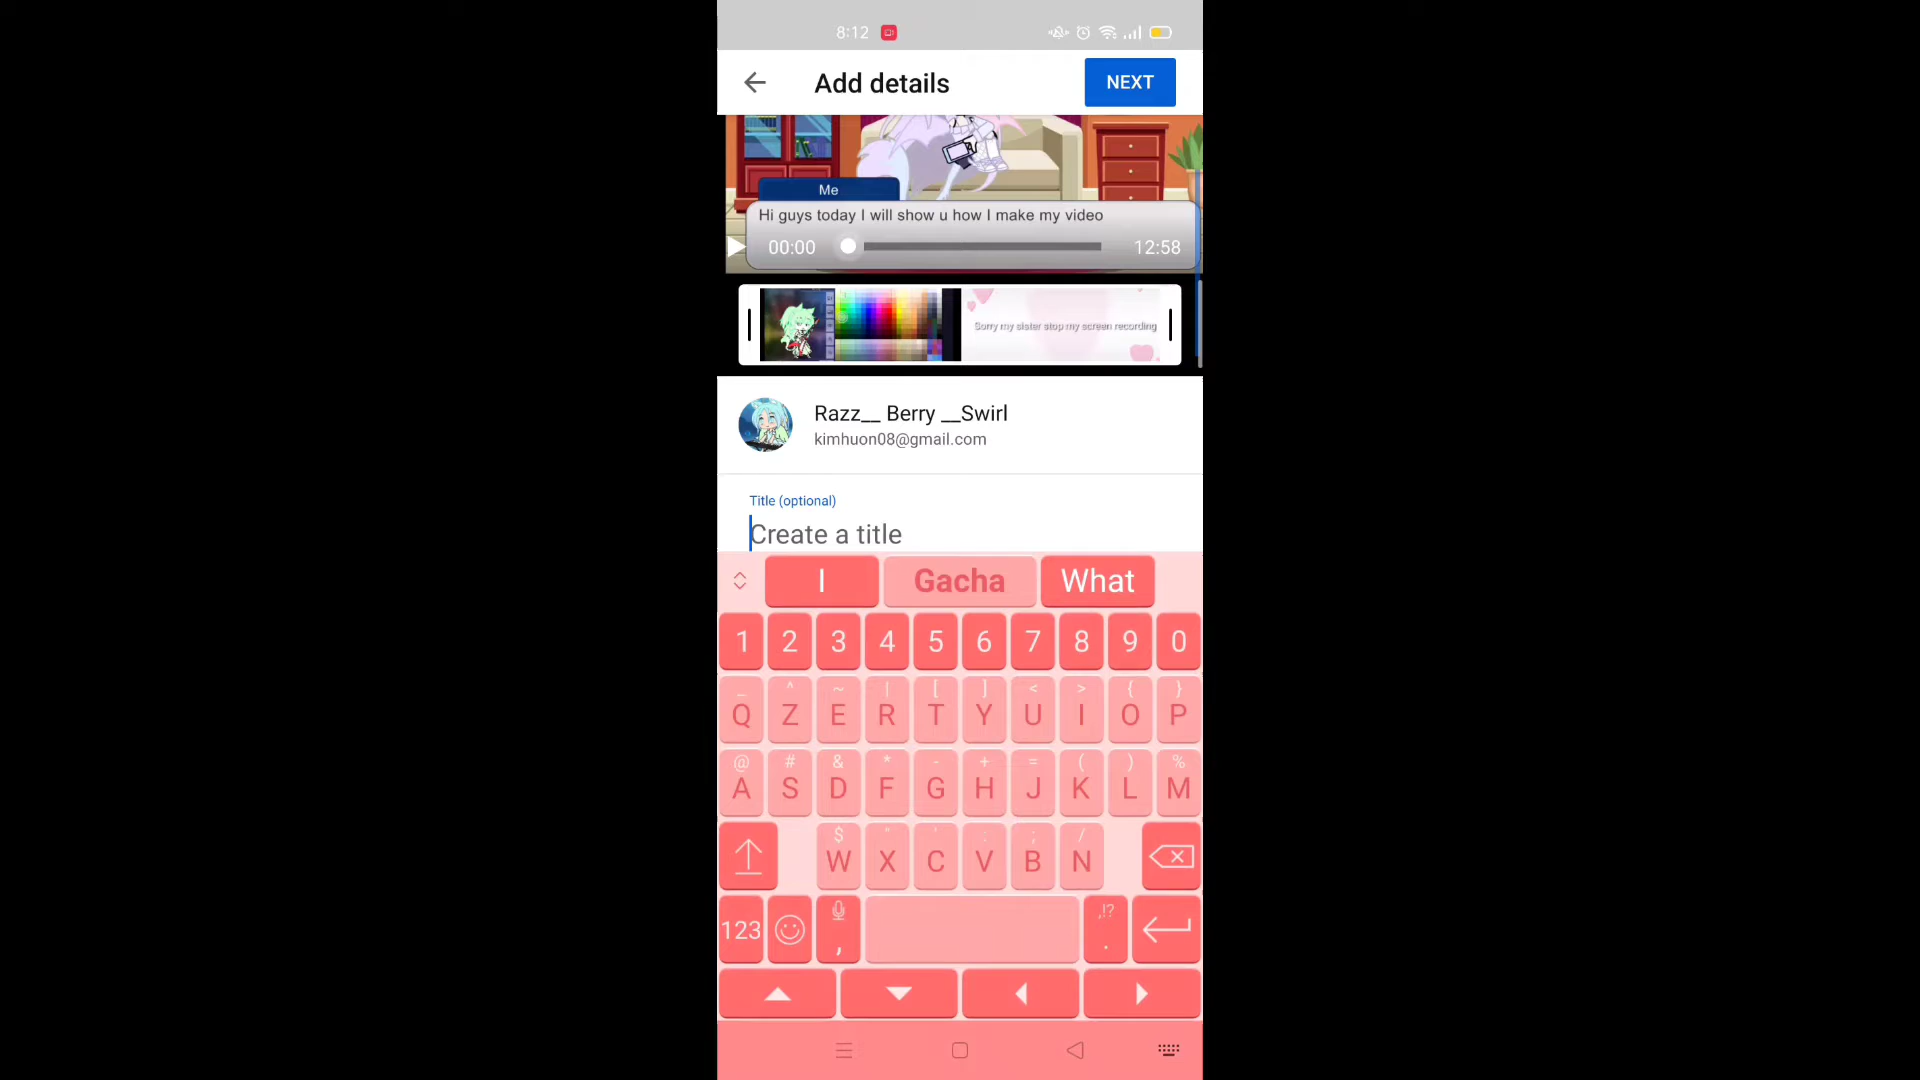 8:12
Add details
NEXT
Me
Hi guys today I will show u how I make my video
00:00
12:58
Sorry my sister stop my screen recording
Razz__ Berry __Swirl
kimhuon08@gmail.com
Title (optional)
Create a title
I Gacha What
1 2 3 4 5 6 7 8 9 0
_ ^ ~ | [ ] < > { }
Q Z E R T Y U I O P
@ # & * - + = ( ) %
A S D F G H J K L M
$ " ' : ; /
W X C V B N
,!?
123 , .